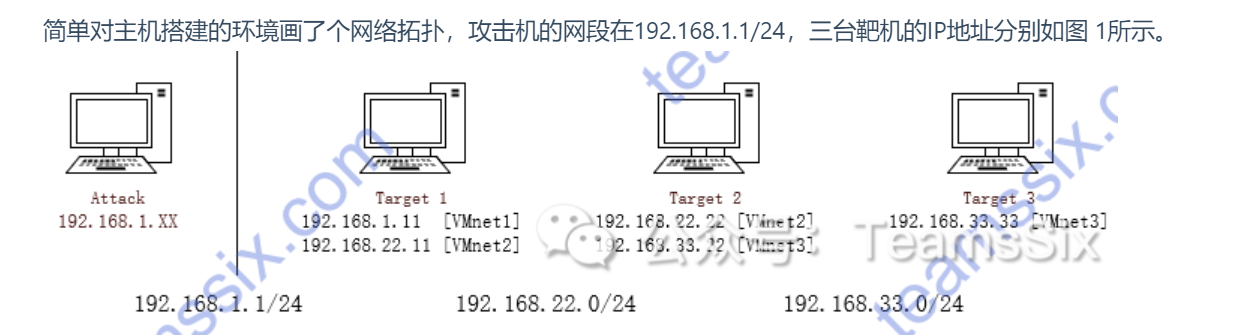 简单对主机搭建的环境画了个网络拓扑，攻击机的网段在192.168.1.1/24，三台靶机的IP地址分别如图 1所示。
Attack
192.168.1.XX
Target 1
192.168.1.11 [VMnet1]
192.168.22.11 [VMnet2]
Target 2
192.168.22.22 [VMnet2]
192.168.33.22 [VMnet3]
Target 3
192.168.33.33 [VMnet3]
192.168.1.1/24
192.168.22.0/24
192.168.33.0/24
公众号：TeamsSix
teamssix.com